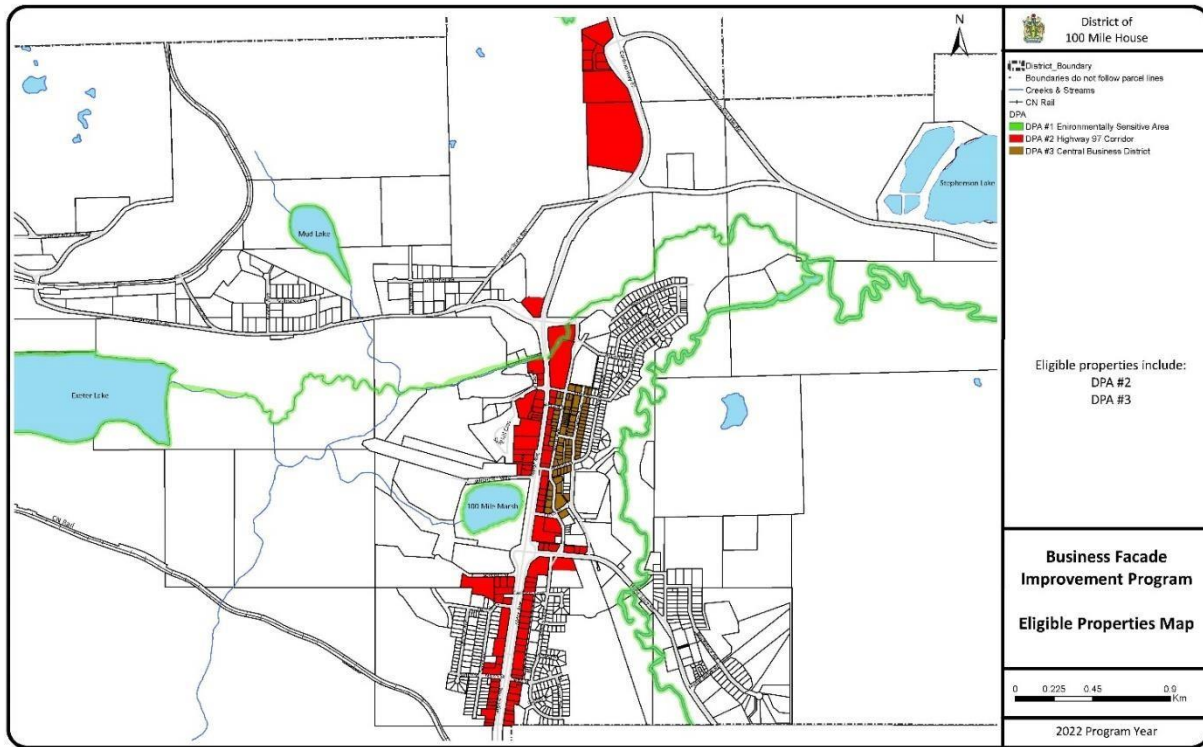 N
Mud Lake
Stephenson Lake
Exeter Lake
100 Mile Marsh
CN Rail
District of
100 Mile House
District_Boundary
Boundaries do not follow parcel lines
Creeks & Streams
CN Rail
DPA
DPA #1 Enironmentally Sensitive Area
DPA #2 Highway 97 Corridor
DPA #3 Central Business District
Eligible properties include:
DPA #2
DPA #3
Business Facade
Improvement Program
Eligible Properties Map
0 0.225 0.45 0.9
Km
2022 Program Year